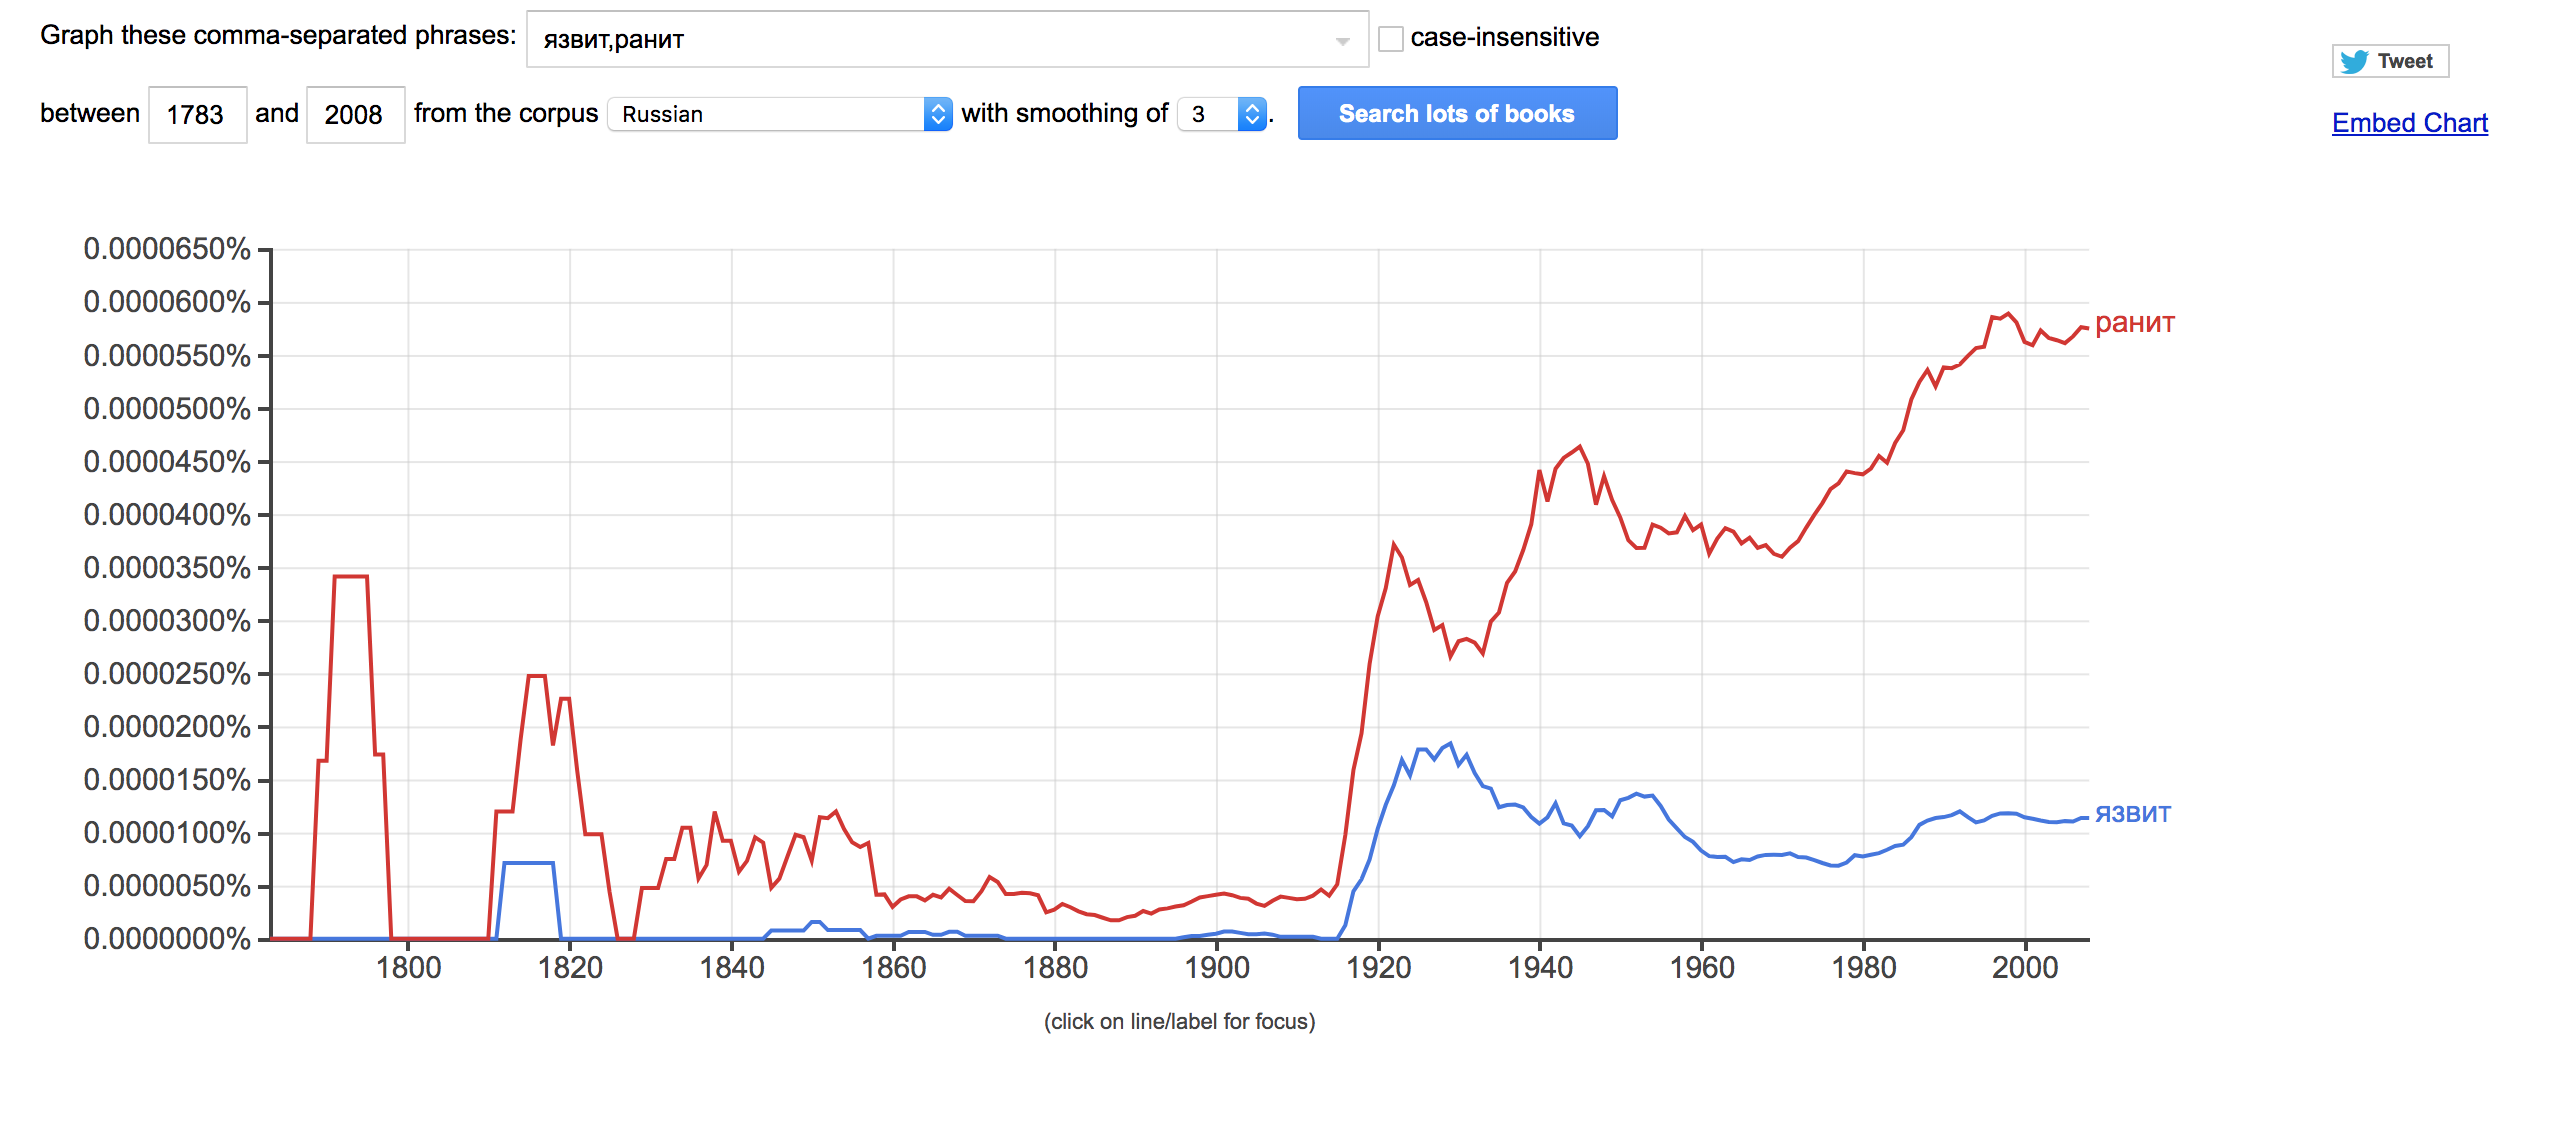 Graph these comma-separated phrases: язвит,ранит case-insensitive
Tweet
between 1783 and 2008 from the corpus Russian with smoothing of 3 . Search lots of books
Embed Chart
0.0000650%
0.0000600%
0.0000550%
0.0000500%
0.0000450%
0.0000400%
0.0000350%
0.0000300%
0.0000250%
0.0000200%
0.0000150%
0.0000100%
0.0000050%
0.0000000%
ранит
язвит
1800 1820 1840 1860 1880 1900 1920 1940 1960 1980 2000
(click on line/label for focus)